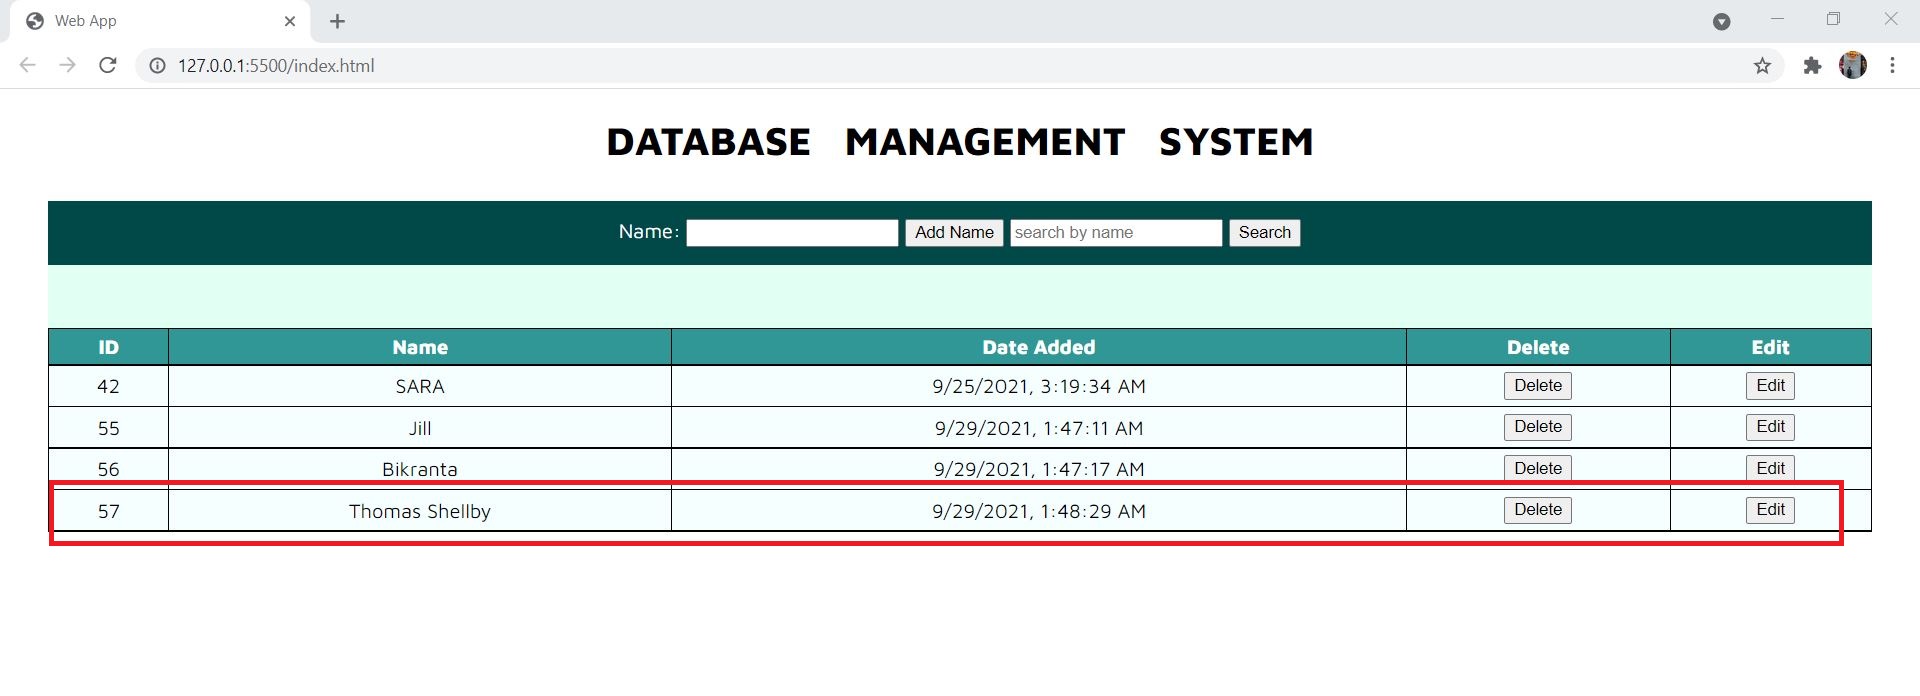 Web App
127.0.0.1:5500/index.html
DATABASE MANAGEMENT SYSTEM
Name: Add Name search by name Search
ID Name Date Added Delete Edit
42 SARA 9/25/2021, 3:19:34 AM Delete Edit
55 Jill 9/29/2021, 1:47:11 AM Delete Edit
56 Bikranta 9/29/2021, 1:47:17 AM Delete Edit
57 Thomas Shellby 9/29/2021, 1:48:29 AM Delete Edit